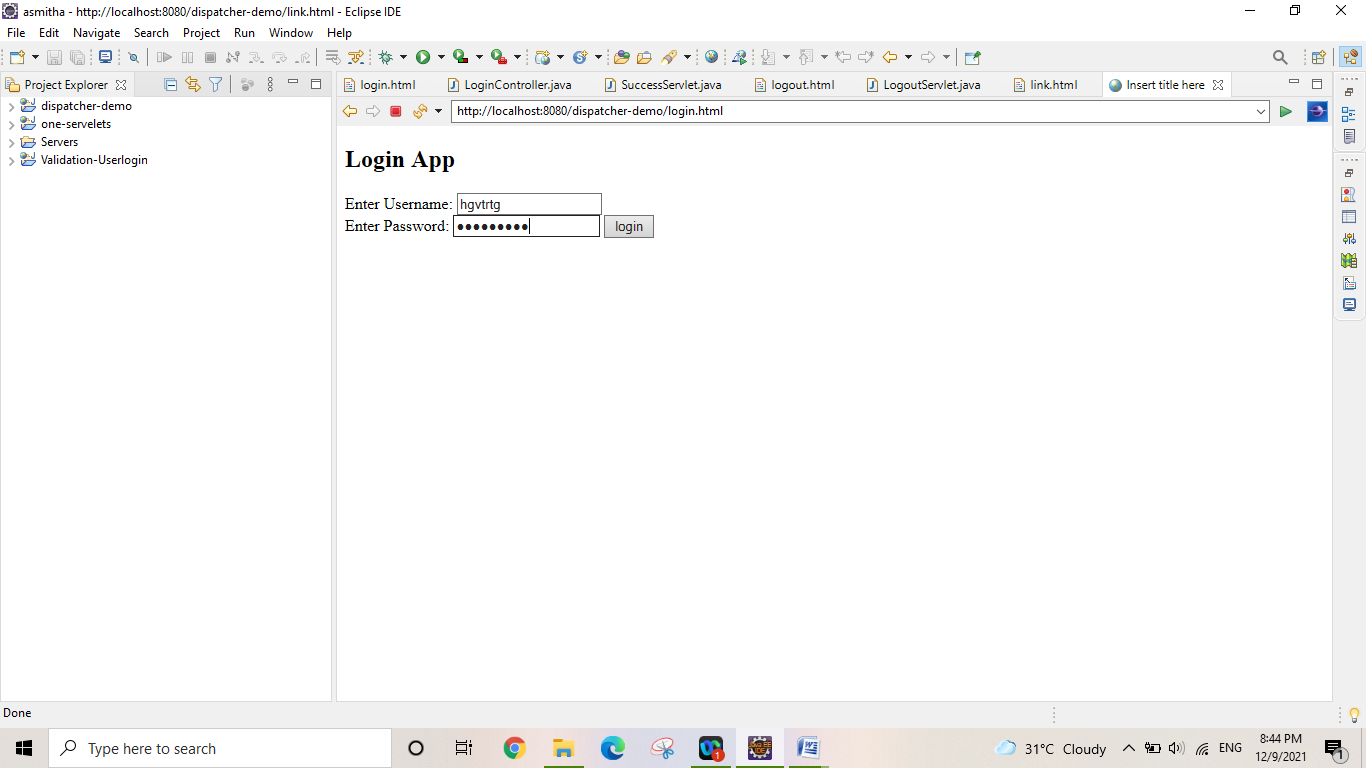 asmitha - http://localhost:8080/dispatcher-demo/link.html - Eclipse IDE
File Edit Navigate Search Project Run Window Help
Project Explorer
login.html LoginController.java SuccessServlet.java logout.html LogoutServlet.java link.html Insert title here
dispatcher-demo
one-servelets
Servers
Validation-Userlogin
http://localhost:8080/dispatcher-demo/login.html
Login App
Enter Username: hgvtrtg
Enter Password: ●●●●●●●●● login
Done
Type here to search
31°C Cloudy
ENG
8:44 PM
12/9/2021
1
1